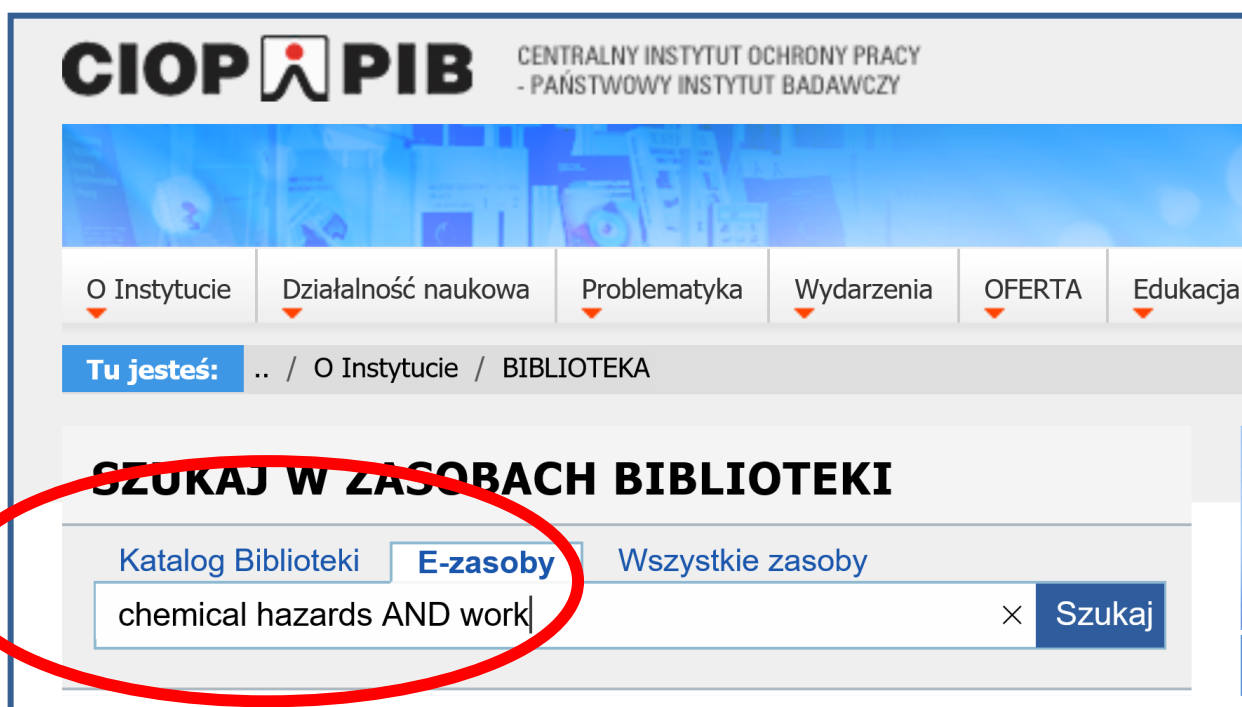 CIOP PIB
CENTRALNY INSTYTUT OCHRONY PRACY
- PAŃSTWOWY INSTYTUT BADAWCZY
O Instytucie Działalność naukowa Problematyka Wydarzenia OFERTA Edukacja
Tu jesteś: .. / O Instytucie / BIBLIOTEKA
SZUKAJ W ZASOBACH BIBLIOTEKI
Katalog Biblioteki E-zasoby Wszystkie zasoby
chemical hazards AND work × Szukaj